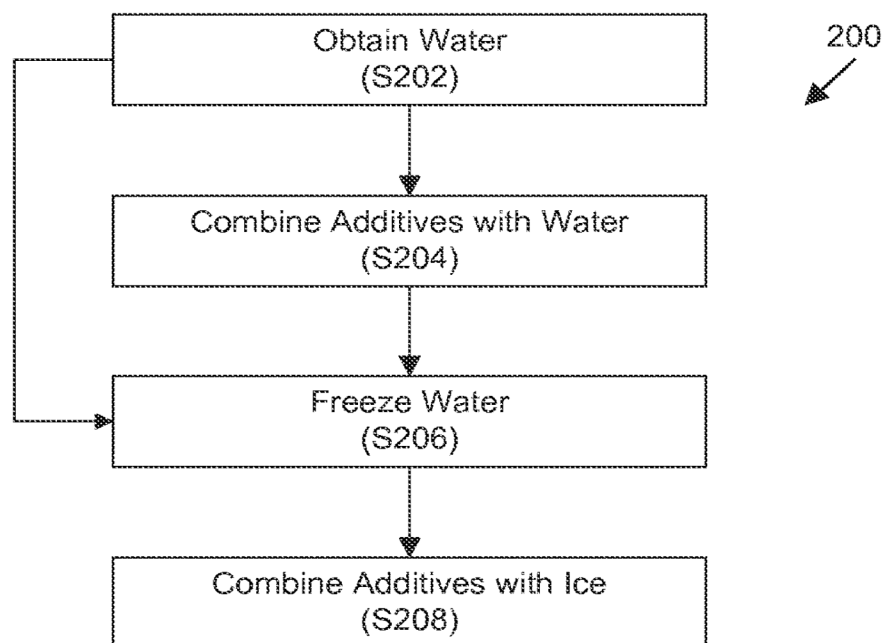 Obtain Water
(S202)
200
Combine Additives with Water
(S204)
Freeze Water
(S206)
Combine Additives with Ice
(S208)